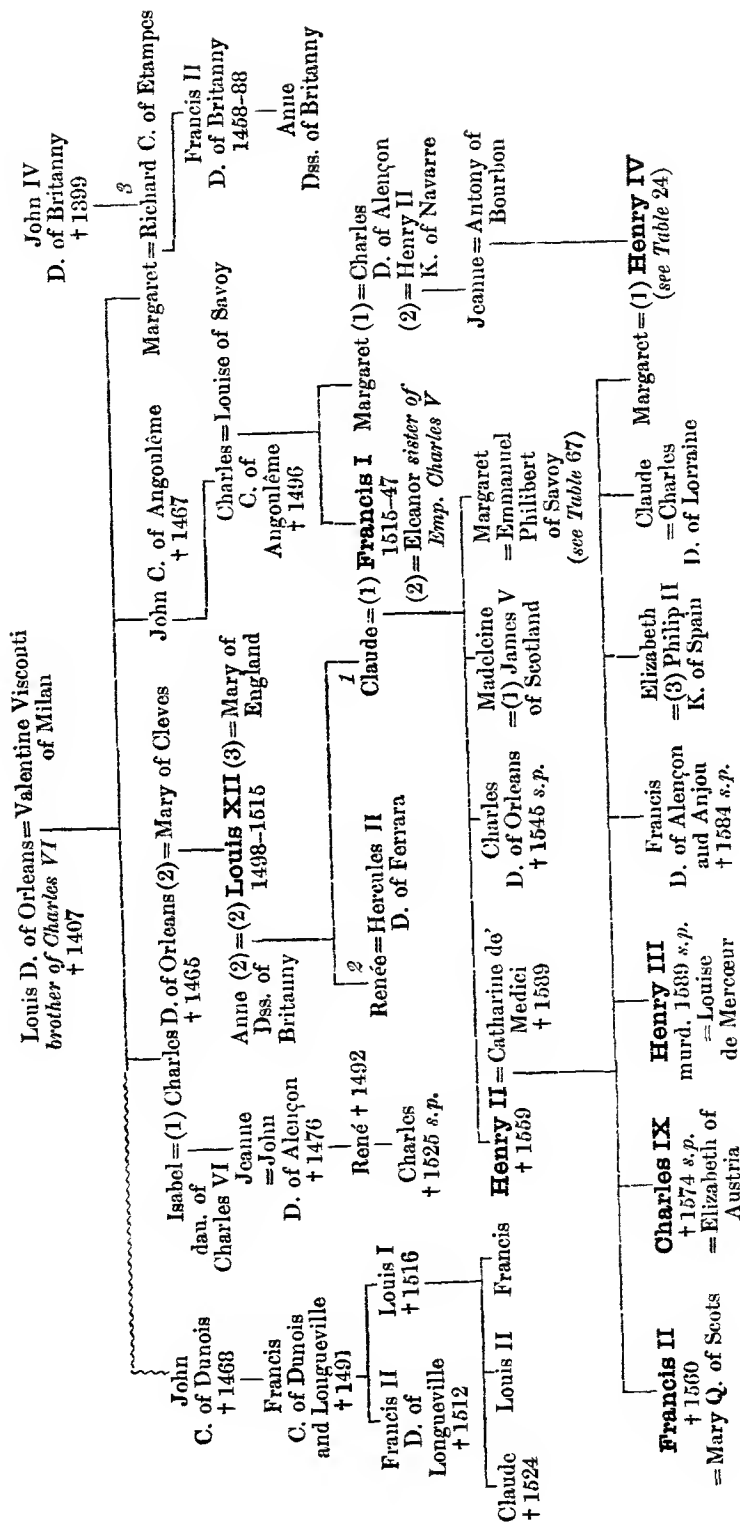 Louis D. of Orleans = Valentine Visconti
brother of Charles VI of Milan
† 1407
John IV
D. of Britanny
† 1399
3
Isabel = (1) Charles D. of Orleans (2) = Mary of Cleves
dau. of † 1465
Charles VI
John C. of Angoulême
† 1467
Margaret = Richard C. of Etampes
John
C. of Dunois
† 1468
Jeanne
= John
D. of Alençon
† 1476
Anne (2) = (2) Louis XII (3) = Mary of
Dss. of 1498–1515 England
Britanny
Charles = Louise of Savoy
C. of
Angoulême
† 1496
Francis II
D. of Britanny
1458-88
Anne
Dss. of Britanny
Francis
C. of Dunois
and Longueville
† 1491
René † 1492
Charles
† 1525 s.p.
2
Renée = Hercules II
D. of Ferrara
1
Claude = (1) Francis I
1515–47
(2) = Eleanor sister of
Emp. Charles V
Margaret (1) = Charles
D. of Alençon
(2) = Henry II
K. of Navarre
Francis II
D. of
Longueville
† 1512
Louis I
† 1516
Jeanne = Antony of
Bourbon
Claude
† 1524
Louis II
Francis
Henry II = Catharine de'
† 1559 Medici
† 1589
Charles
D. of Orleans
† 1545 s.p.
Madeleine
= (1) James V
of Scotland
Margaret
= Emmanuel
Philibert
of Savoy
(see Table 67)
Francis II
† 1560
= Mary Q. of Scots
Charles IX
† 1574 s.p.
= Elizabeth of
Austria
Henry III
murd. 1589 s.p.
= Louise
de Mercœur
Francis
D. of Alençon
and Anjou
† 1584 s.p.
Elizabeth
= (3) Philip II
K. of Spain
Claude
= Charles
D. of Lorraine
Margaret = (1) Henry IV
(see Table 24)